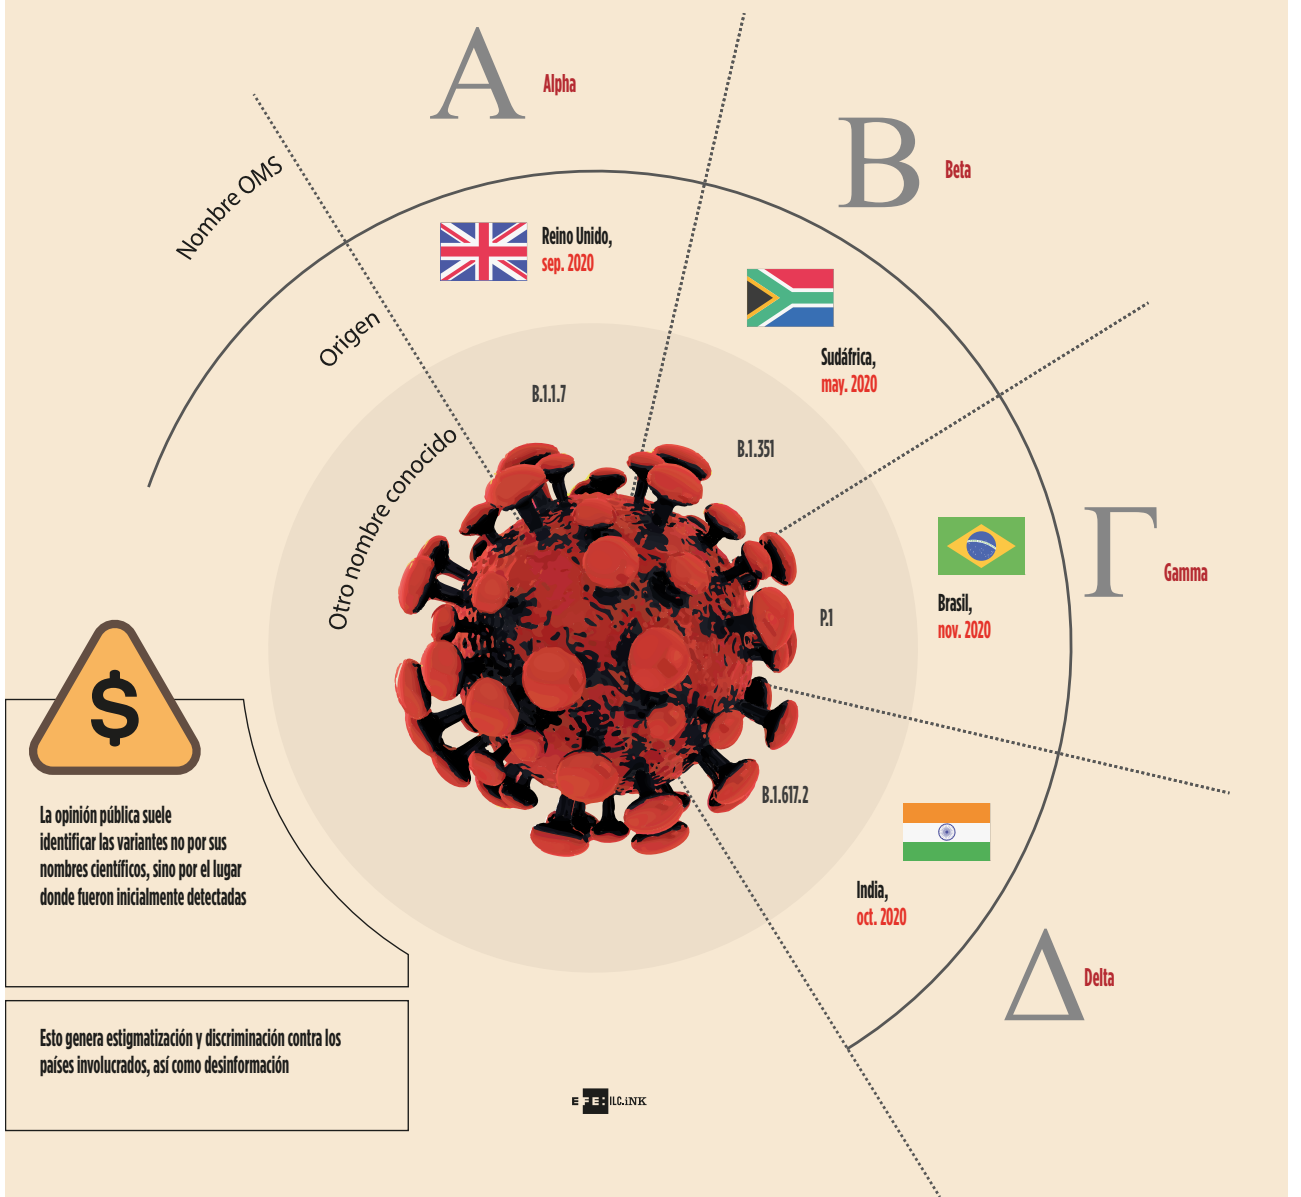 Nombre OMS
Origen
Otro nombre conocido
Α
Alpha
Reino Unido,
sep. 2020
B.1.1.7
Β
Beta
Sudáfrica,
may. 2020
B.1.351
Γ
Gamma
Brasil,
nov. 2020
P.1
Δ
Delta
India,
oct. 2020
B.1.617.2
$
La opinión pública suele
identificar las variantes no por sus
nombres científicos, sino por el lugar
donde fueron inicialmente detectadas
Esto genera estigmatización y discriminación contra los
países involucrados, así como desinformación
EFE: ILC.iNK